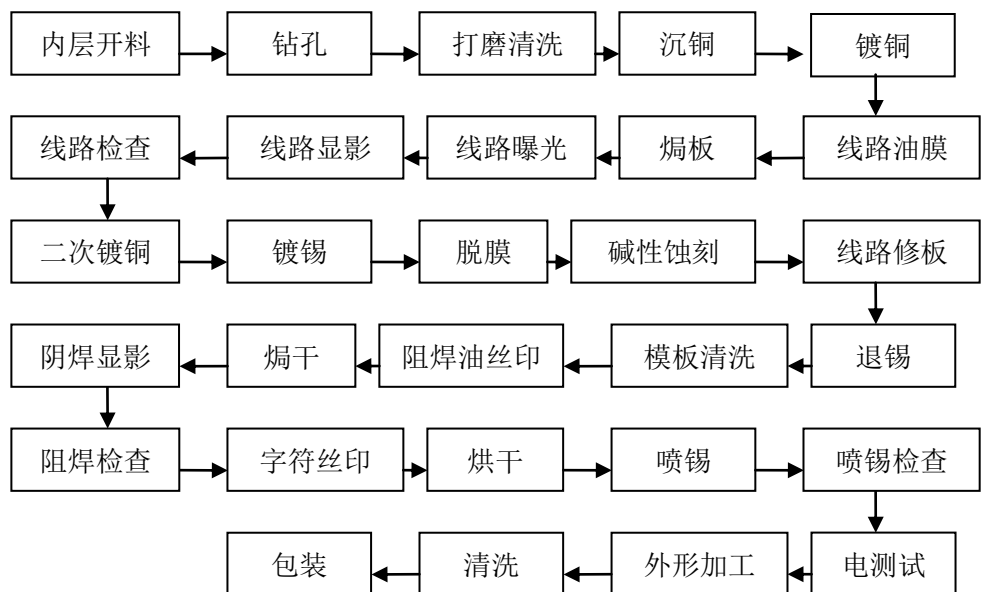 内层开料 钻孔 打磨清洗 沉铜 镀铜
线路检查 线路显影 线路曝光 焗板 线路油膜
二次镀铜 镀锡 脱膜 碱性蚀刻 线路修板
阴焊显影 焗干 阻焊油丝印 模板清洗 退锡
阻焊检查 字符丝印 烘干 喷锡 喷锡检查
包装 清洗 外形加工 电测试